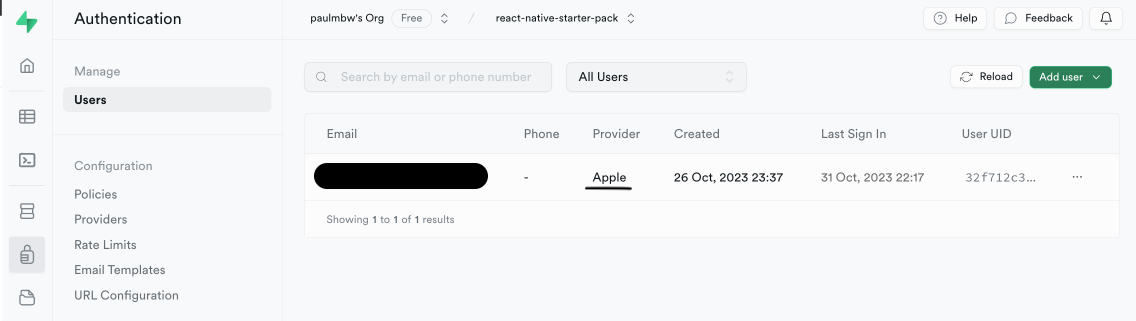 Authentication
paulmbw's Org Free / react-native-starter-pack
Help
Feedback
Manage
Users
Configuration
Policies
Providers
Rate Limits
Email Templates
URL Configuration
Search by email or phone number
All Users
Reload
Add user
Email Phone Provider Created Last Sign In User UID
- Apple 26 Oct, 2023 23:37 31 Oct, 2023 22:17 32f712c3... ...
Showing 1 to 1 of 1 results